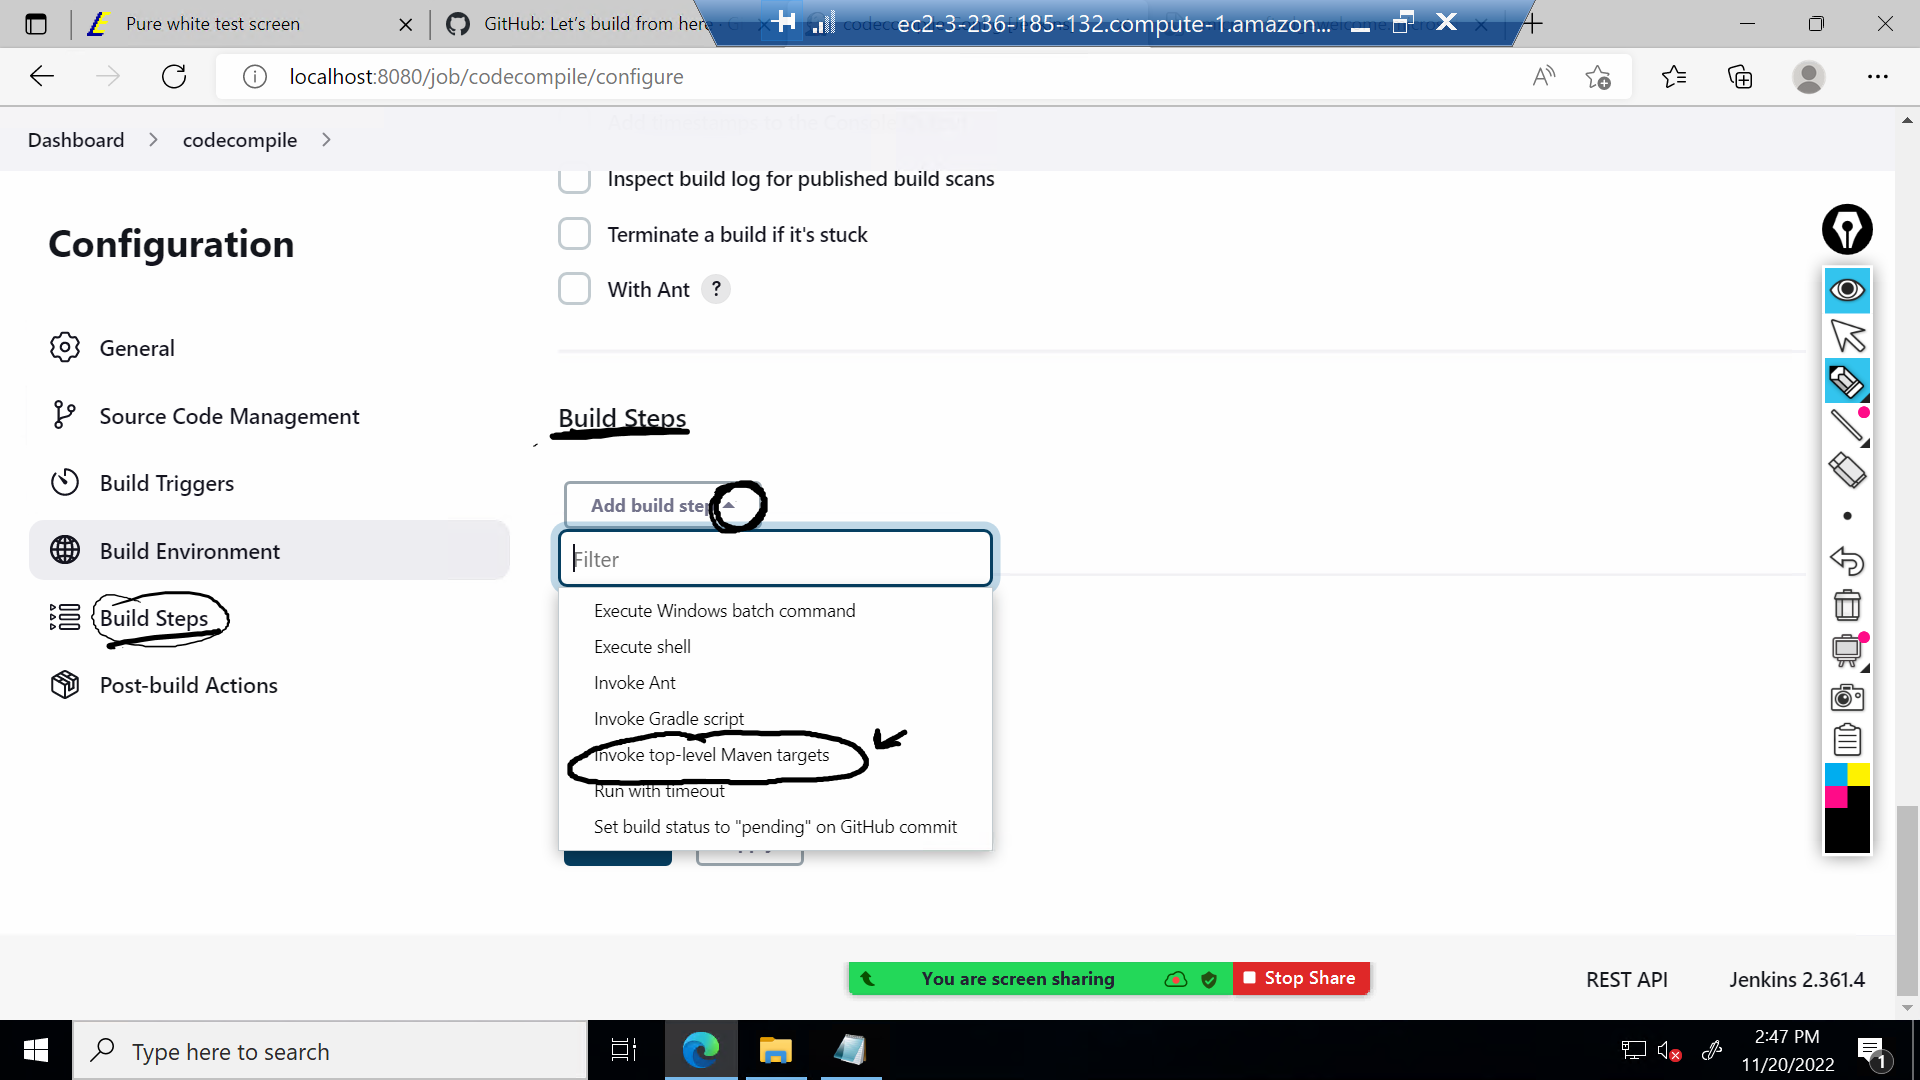 Pure white test screen
GitHub: Let's build from here
ec2-3-236-185-132.compute-1.amazon...
localhost:8080/job/codecompile/configure
Dashboard
codecompile
Inspect build log for published build scans
Configuration
Terminate a build if it's stuck
With Ant ?
General
Source Code Management
Build Steps
Build Triggers
Add build step
Build Environment
Filter
Execute Windows batch command
Build Steps
Execute shell
Post-build Actions
Invoke Ant
Invoke Gradle script
Invoke top-level Maven targets
Run with timeout
Set build status to "pending" on GitHub commit
You are screen sharing
Stop Share
REST API
Jenkins 2.361.4
Type here to search
2:47 PM
11/20/2022
1